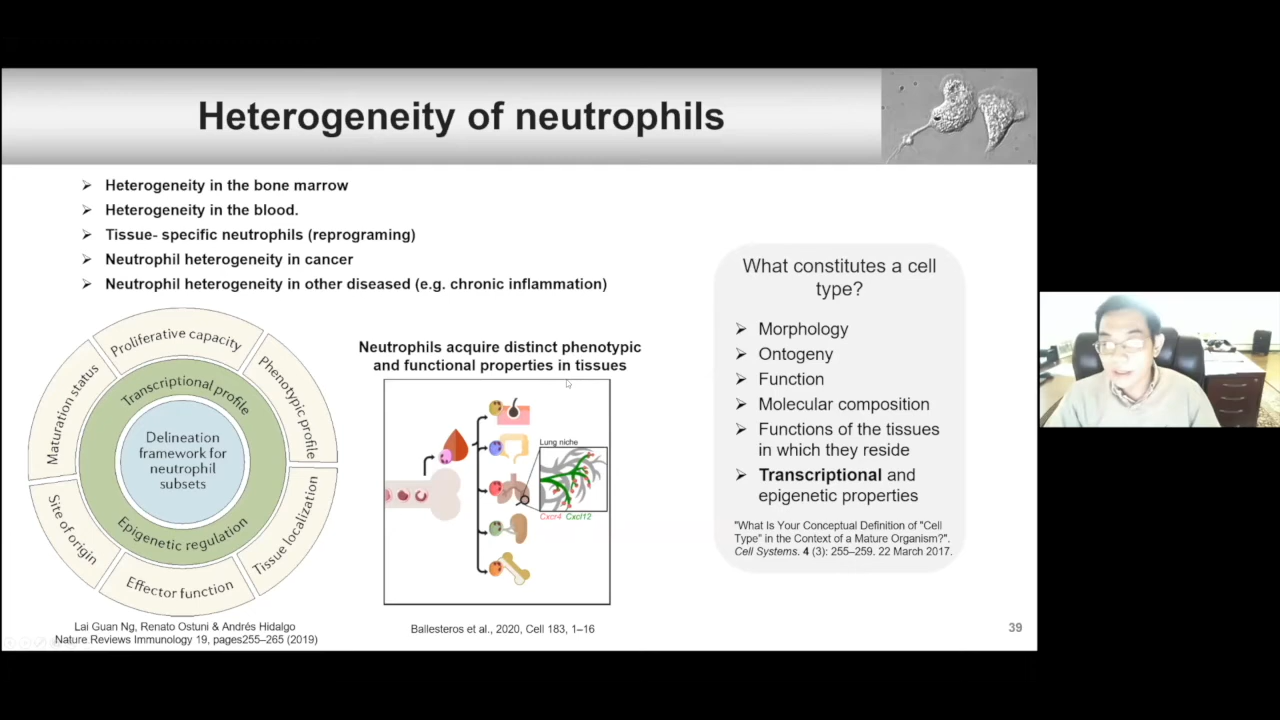 Heterogeneity of neutrophils
➢ Heterogeneity in the bone marrow
➢ Heterogeneity in the blood.
➢ Tissue- specific neutrophils (reprograming)
➢ Neutrophil heterogeneity in cancer
➢ Neutrophil heterogeneity in other diseased (e.g. chronic inflammation)
Proliferative capacity
Phenotypic profile
Tissue localization
Effector function
Site of origin
Maturation status
Transcriptional profile
Epigenetic regulation
Delineation
framework for
neutrophil
subsets
Lai Guan Ng, Renato Ostuni & Andrés Hidalgo
Nature Reviews Immunology 19, pages255–265 (2019)
Neutrophils acquire distinct phenotypic
and functional properties in tissues
Lung niche
Cxcr4 Cxcl12
Ballesteros et al., 2020, Cell 183, 1–16
What constitutes a cell
type?
➢ Morphology
➢ Ontogeny
➢ Function
➢ Molecular composition
➢ Functions of the tissues
in which they reside
➢ Transcriptional and
epigenetic properties
"What Is Your Conceptual Definition of "Cell
Type" in the Context of a Mature Organism?".
Cell Systems. 4 (3): 255–259. 22 March 2017.
39